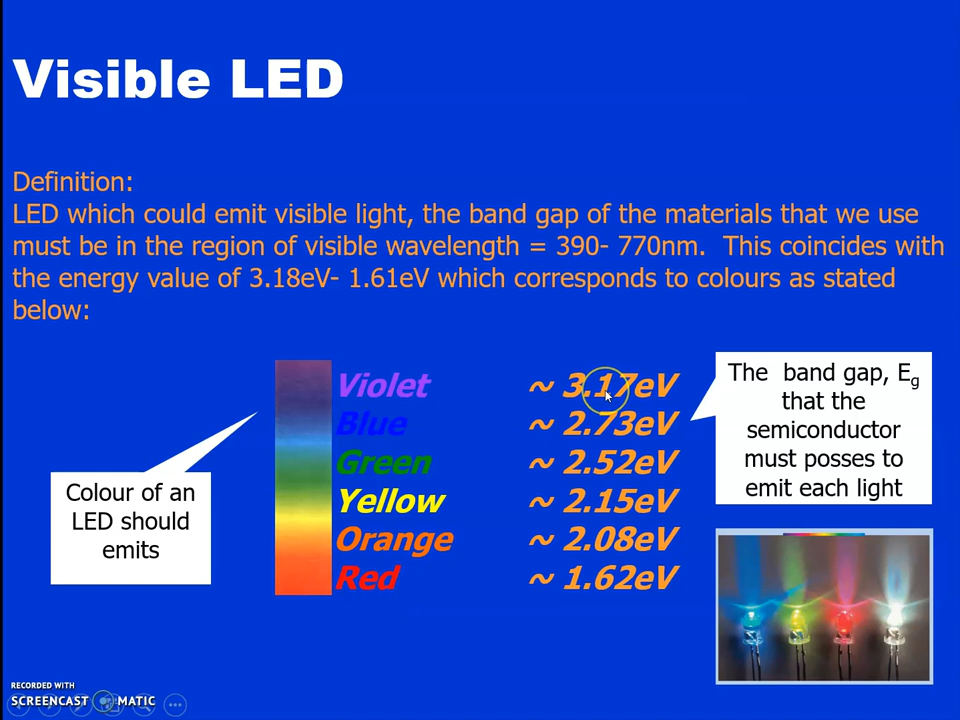 Visible LED
Definition:
LED which could emit visible light, the band gap of the materials that we use
must be in the region of visible wavelength = 390- 770nm. This coincides with
the energy value of 3.18eV- 1.61eV which corresponds to colours as stated
below:
Violet ~ 3.17eV
Blue ~ 2.73eV
Green ~ 2.52eV
Yellow ~ 2.15eV
Orange ~ 2.08eV
Red ~ 1.62eV
Colour of an
LED should
emits
The band gap, Eg
that the
semiconductor
must posses to
emit each light
RECORDED WITH
SCREENCAST MATIC